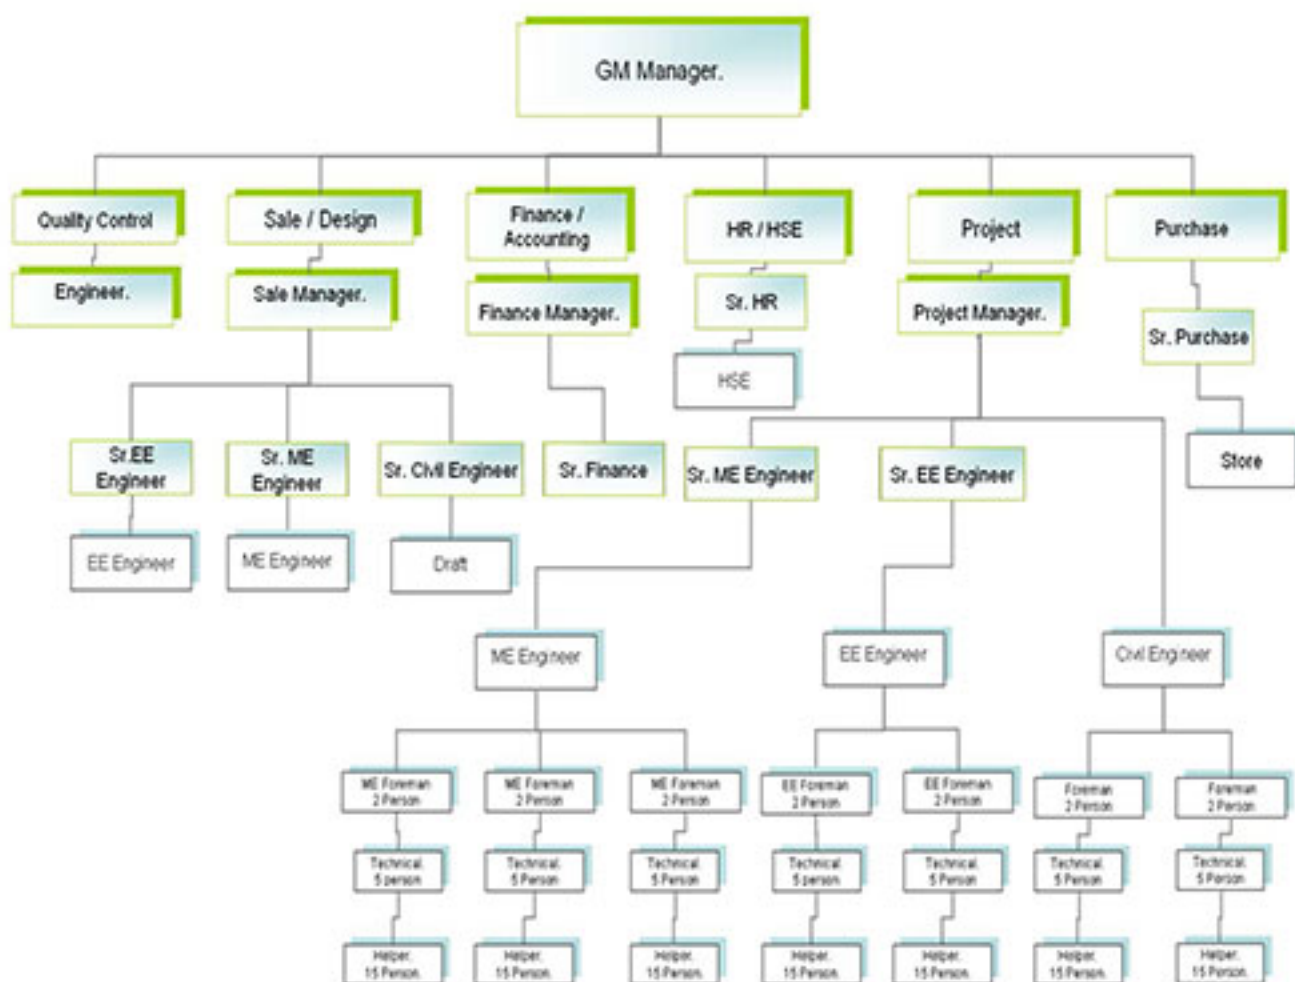 GM Manager.
Quality Control
Sale / Design
Finance /
Accounting
HR / HSE
Project
Purchase
Engineer.
Sale Manager.
Finance Manager.
Sr. HR
Project Manager.
Sr. Purchase
HSE
Sr.EE
Engineer
Sr. ME
Engineer
Sr. Civil Engineer
Sr. Finance
Sr. ME Engineer
Sr. EE Engineer
Store
EE Engineer
ME Engineer
Draft
ME Engineer
EE Engineer
Civil Engineer
ME Foreman
2 Person
ME Foreman
2 Person
ME Foreman
2 Person
EE Foreman
2 Person
EE Foreman
2 Person
Foreman
2 Person
Foreman
2 Person
Technical.
5 person
Technical.
5 Person
Technical.
5 Person
Technical.
5 person
Technical.
5 Person
Technical.
5 Person
Technical.
5 Person
Helper.
15 Person.
Helper.
15 Person.
Helper.
15 Person.
Helper.
15 Person.
Helper.
15 Person.
Helper.
15 Person.
Helper.
15 Person.